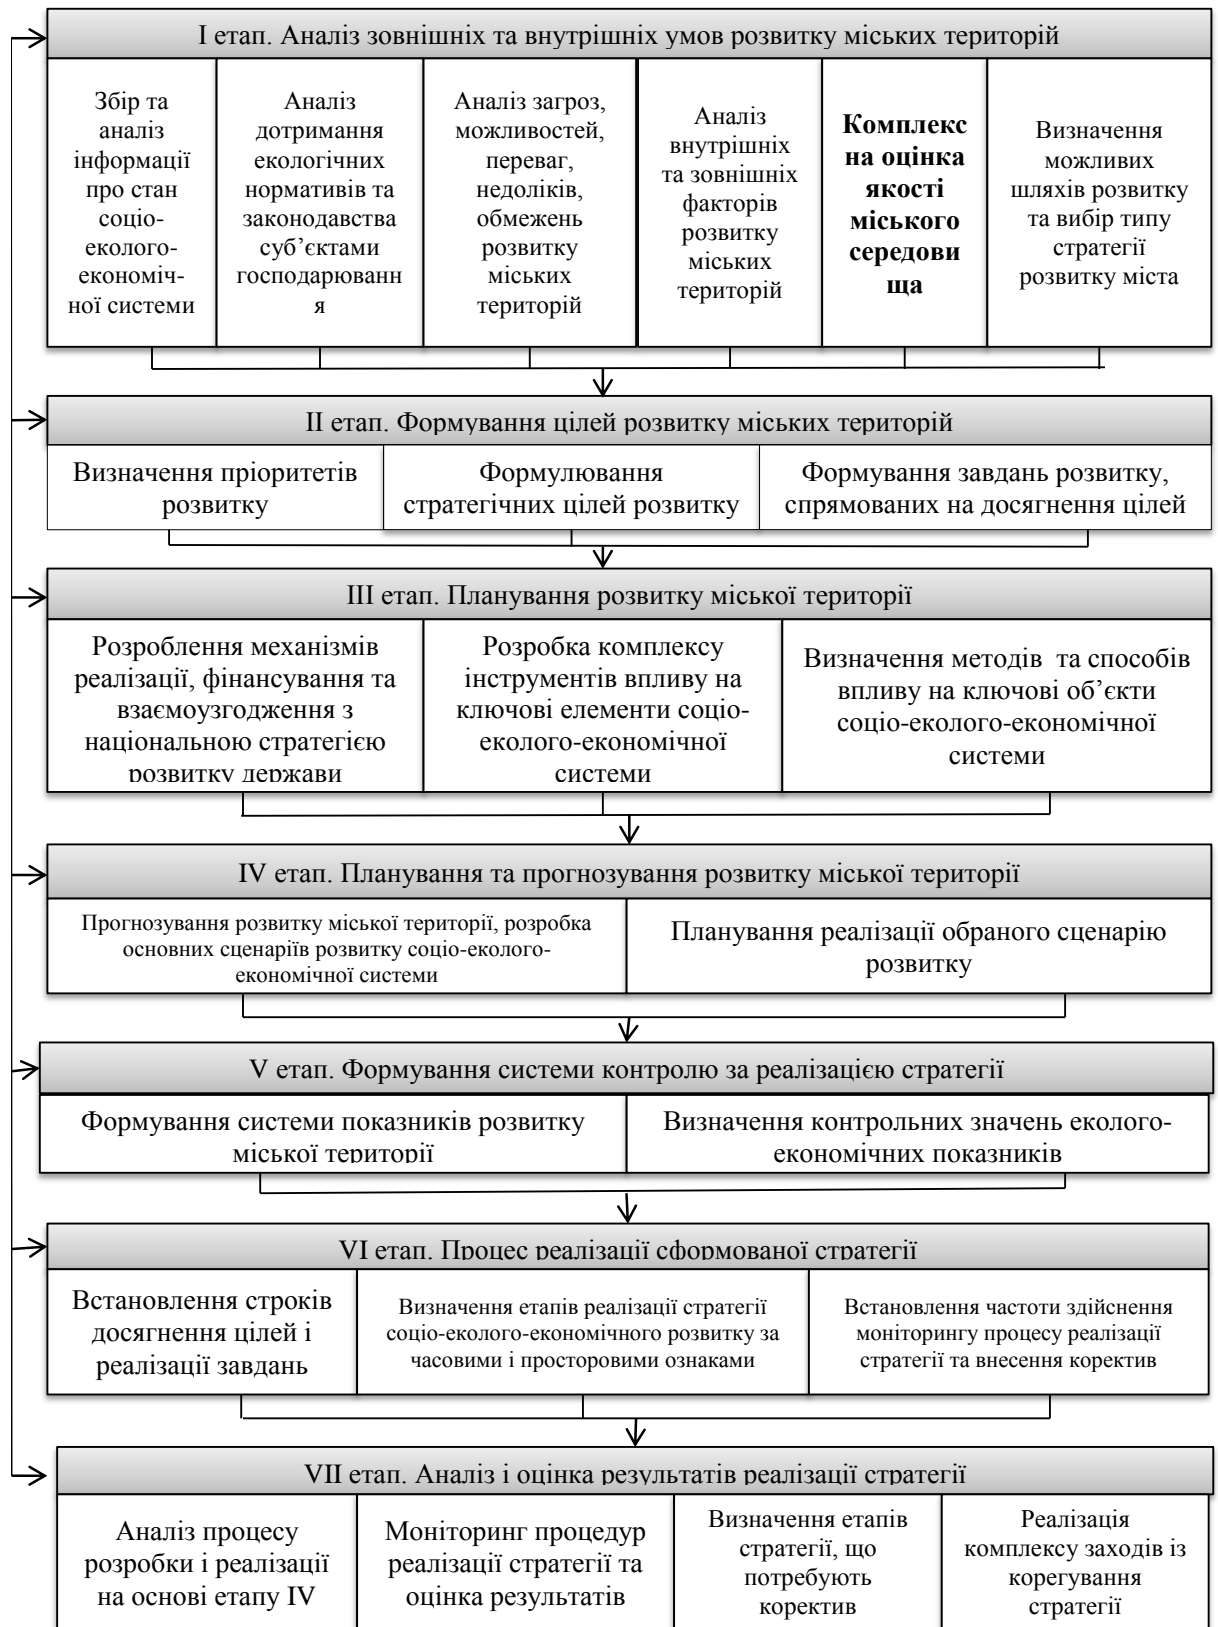 І етап. Аналіз зовнішніх та внутрішніх умов розвитку міських територій
Збір та
аналіз
інформації
про стан
соціо-
еколого-
економіч-
ної системи
Аналіз
дотримання
екологічних
нормативів та
законодавства
суб’єктами
господарюванн
я
Аналіз загроз,
можливостей,
переваг,
недоліків,
обмежень
розвитку
міських
територій
Аналіз
внутрішніх
та зовнішніх
факторів
розвитку
міських
територій
Комплекс
на оцінка
якості
міського
середови
ща
Визначення
можливих
шляхів розвитку
та вибір типу
стратегії
розвитку міста
ІІ етап. Формування цілей розвитку міських територій
Визначення пріоритетів
розвитку
Формулювання
стратегічних цілей розвитку
Формування завдань розвитку,
спрямованих на досягнення цілей
ІІІ етап. Планування розвитку міської території
Розроблення механізмів
реалізації, фінансування та
взаємоузгодження з
національною стратегією
розвитку держави
Розробка комплексу
інструментів впливу на
ключові елементи соціо-
еколого-економічної
системи
Визначення методів  та способів
впливу на ключові об’єкти
соціо-еколого-економічної
системи
IV етап. Планування та прогнозування розвитку міської території
Прогнозування розвитку міської території, розробка
основних сценаріїв розвитку соціо-еколого-
економічної системи
Планування реалізації обраного сценарію
розвитку
V етап. Формування системи контролю за реалізацією стратегії
Формування системи показників розвитку
міської території
Визначення контрольних значень еколого-
економічних показників
VI етап. Процес реалізації сформованої стратегії
Встановлення строків
досягнення цілей і
реалізації завдань
Визначення етапів реалізації стратегії
соціо-еколого-економічного розвитку за
часовими і просторовими ознаками
Встановлення частоти здійснення
моніторингу процесу реалізації
стратегії та внесення коректив
VII етап. Аналіз і оцінка результатів реалізації стратегії
Аналіз процесу
розробки і реалізації
на основі етапу IV
Моніторинг процедур
реалізації стратегії та
оцінка результатів
Визначення етапів
стратегії, що
потребують
коректив
Реалізація
комплексу заходів із
корегування
стратегії